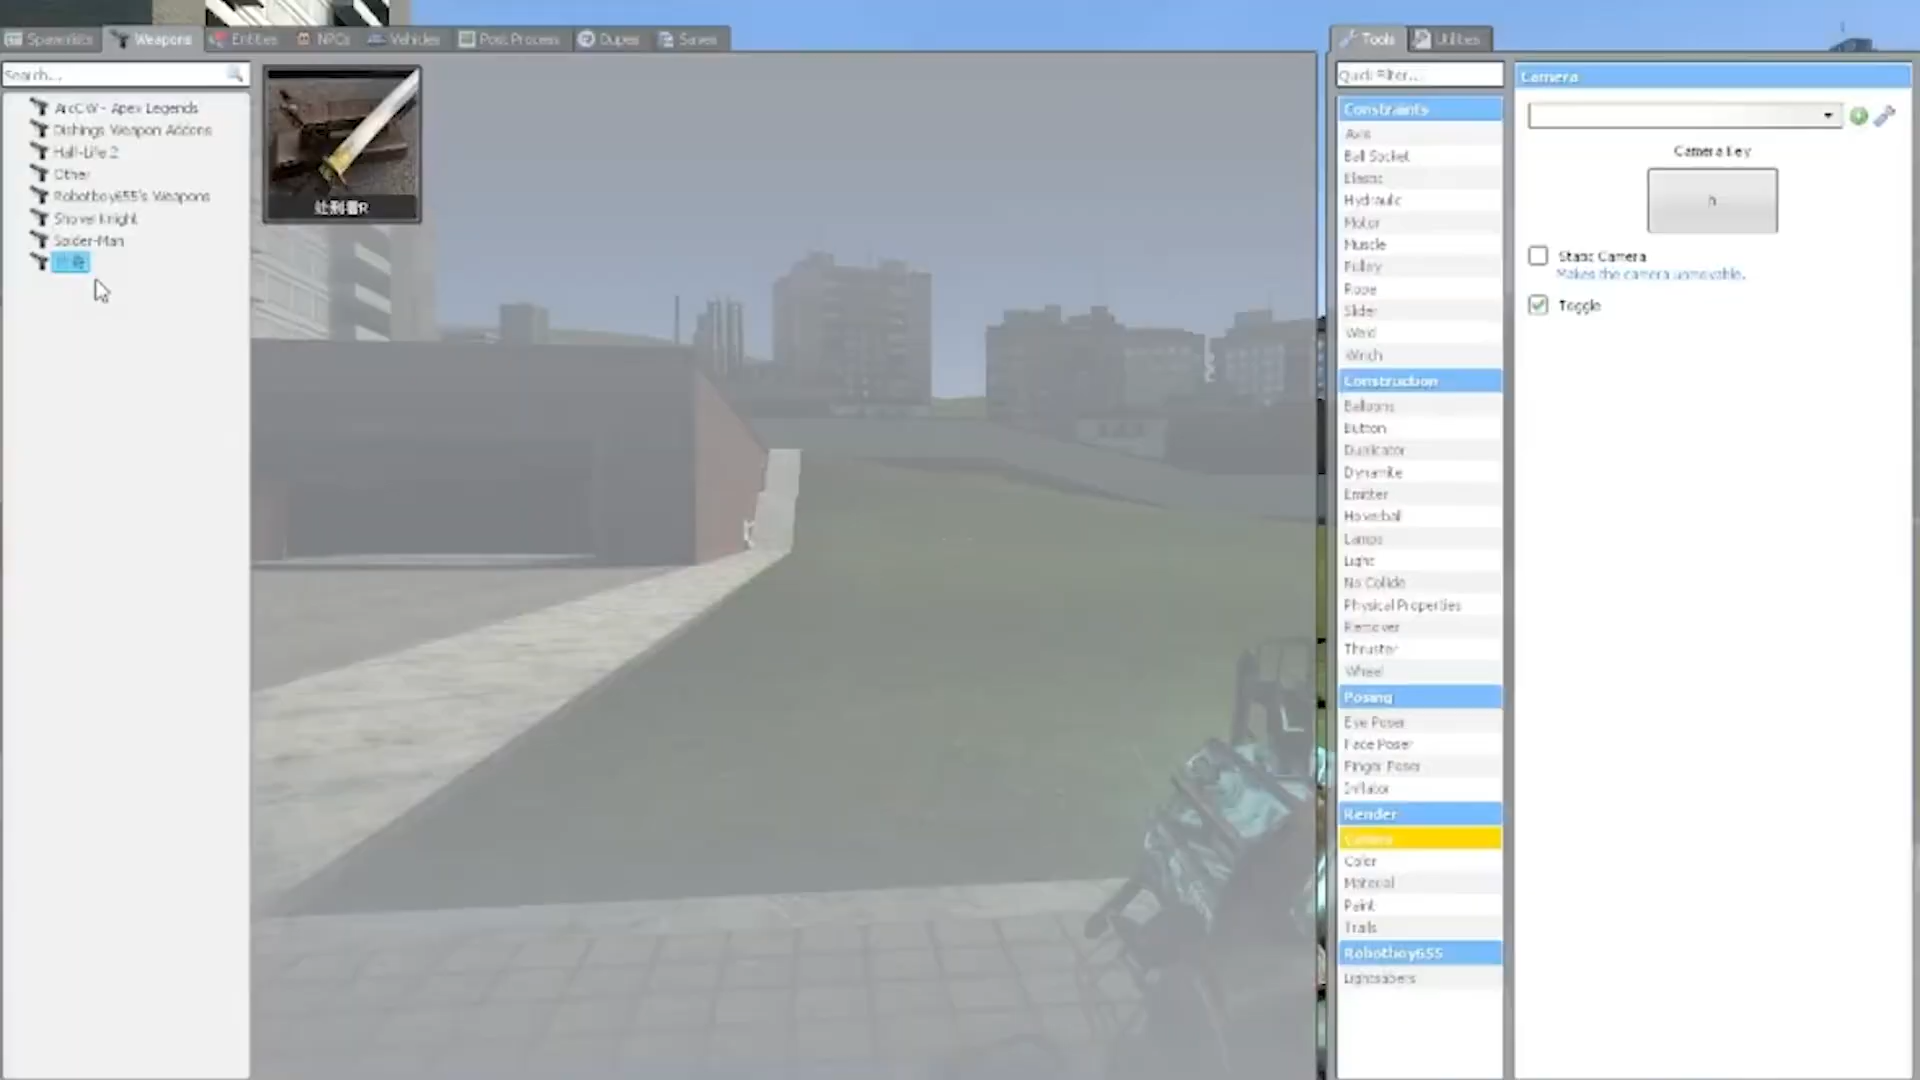 Spawnlists
Weapons
Entities
NPCs
Vehicles
Post Process
Dupes
Saves
Tools
Utilities
Search...
ArcCW - Apex Legends
Dishings Weapon Addons
Half-Life 2
Other
Robotboy655's Weapons
Shovel Knight
Spider-Man
Quick Filter...
Constraints
Axis
Ball Socket
Elastic
Hydraulic
Motor
Muscle
Pulley
Rope
Slider
Weld
Winch
Construction
Balloons
Button
Duplicator
Dynamite
Emitter
Hoverball
Lamps
Light
No Collide
Physical Properties
Remover
Thruster
Wheel
Posing
Eye Poser
Face Poser
Finger Poser
Inflator
Render
Camera
Color
Material
Paint
Trails
Robotboy655
Lightsabers
Camera
Camera Key
h
Static Camera
Makes the camera unmovable.
Toggle